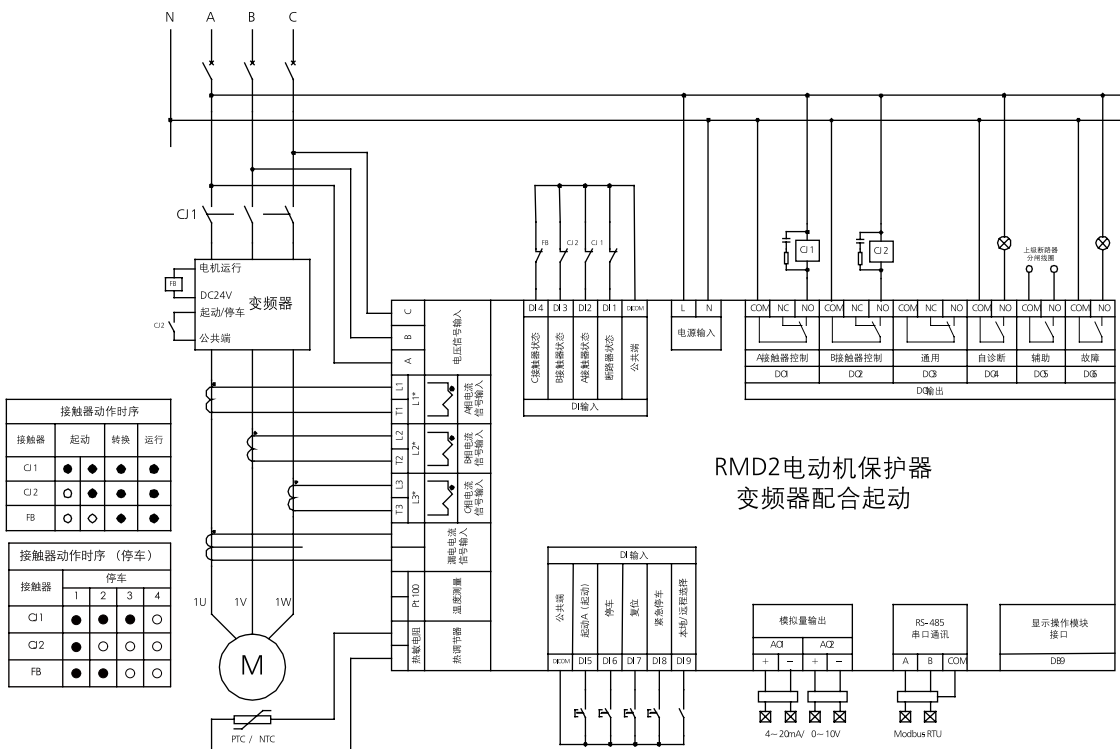 N A B C
CJ1
电机运行
FB
DC24V
变频器
起动/停车
CJ2
公共端
接触器动作时序
接触器 起动 转换 运行
CJ1
CJ2
FB
接触器动作时序 (停车)
接触器 停车
1 2 3 4
CJ1
CJ2
FB
1U 1V 1W
M
PTC / NTC
C
B
A
电压信号输入
L1
T1
L1*
A相电流
信号输入
L2
T2
L2*
B相电流
信号输入
L3
T3
L3*
C相电流
信号输入
漏电电流
信号输入
Pt 100
温度测量
热敏电阻
热调节器
FB CJ2 CJ1
DI4 DI3 DI2 DI1 DICOM
C接触器状态
B接触器状态
A接触器状态
断路器状态
公共端
DI输入
L N
电源输入
CJ1
CJ2
上级断路器
分闸线圈
COM NC NO COM NC NO COM NC NO COM NO COM NO COM NO
A接触器控制 B接触器控制 通用 自诊断 辅助 故障
DO1 DO2 DO3 DO4 DO5 DO6
DO输出
RMD2电动机保护器
变频器配合起动
DI输入
公共端
起动A (起动)
停车
复位
紧急停车
本地/远程选择
DICOM DI5 DI6 DI7 DI8 DI9
模拟量输出
AO1 AO2
+ − + −
4~20mA/ 0~10V
RS-485
串口通讯
A B COM
Modbus RTU
显示操作模块
接口
DB9